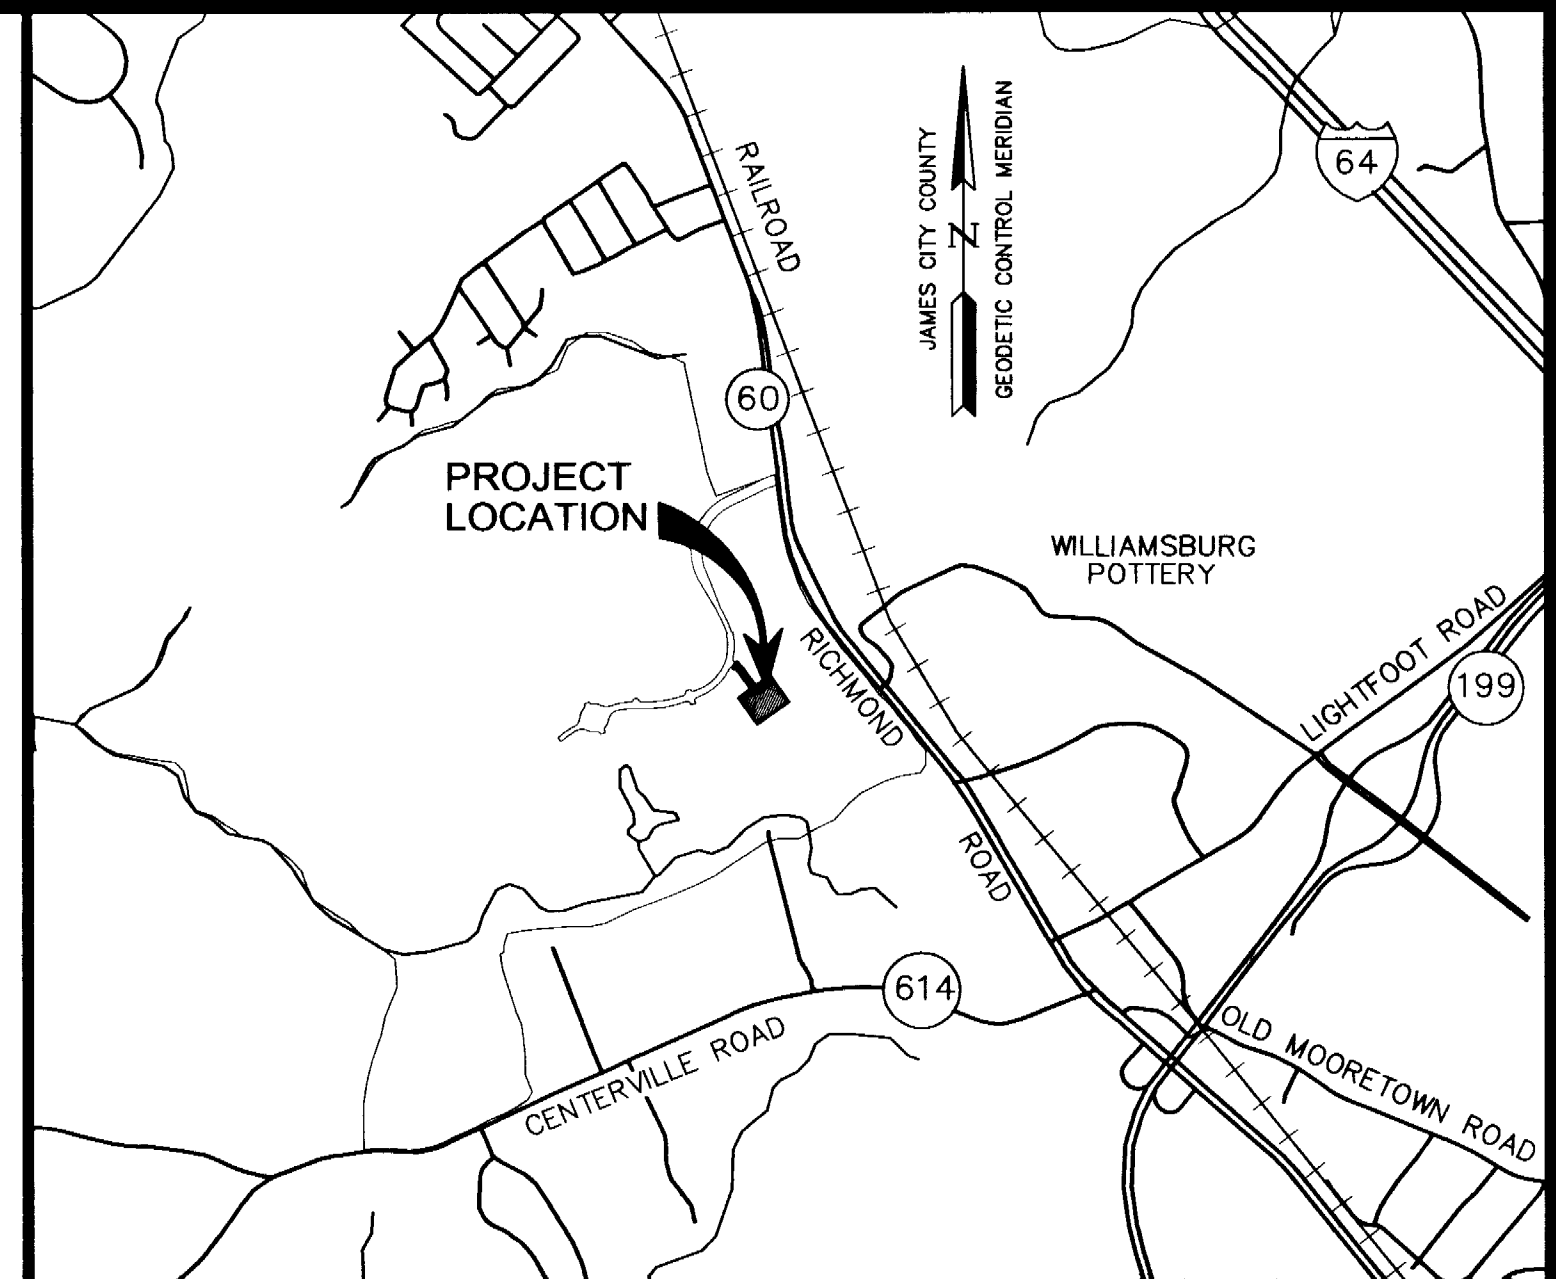 64
RAILROAD
JAMES CITY COUNTY
N
GEODETIC CONTROL MERIDIAN
60
PROJECT
LOCATION
WILLIAMSBURG
POTTERY
LIGHTFOOT ROAD
199
RICHMOND
ROAD
614
CENTERVILLE ROAD
OLD MOORETOWN ROAD